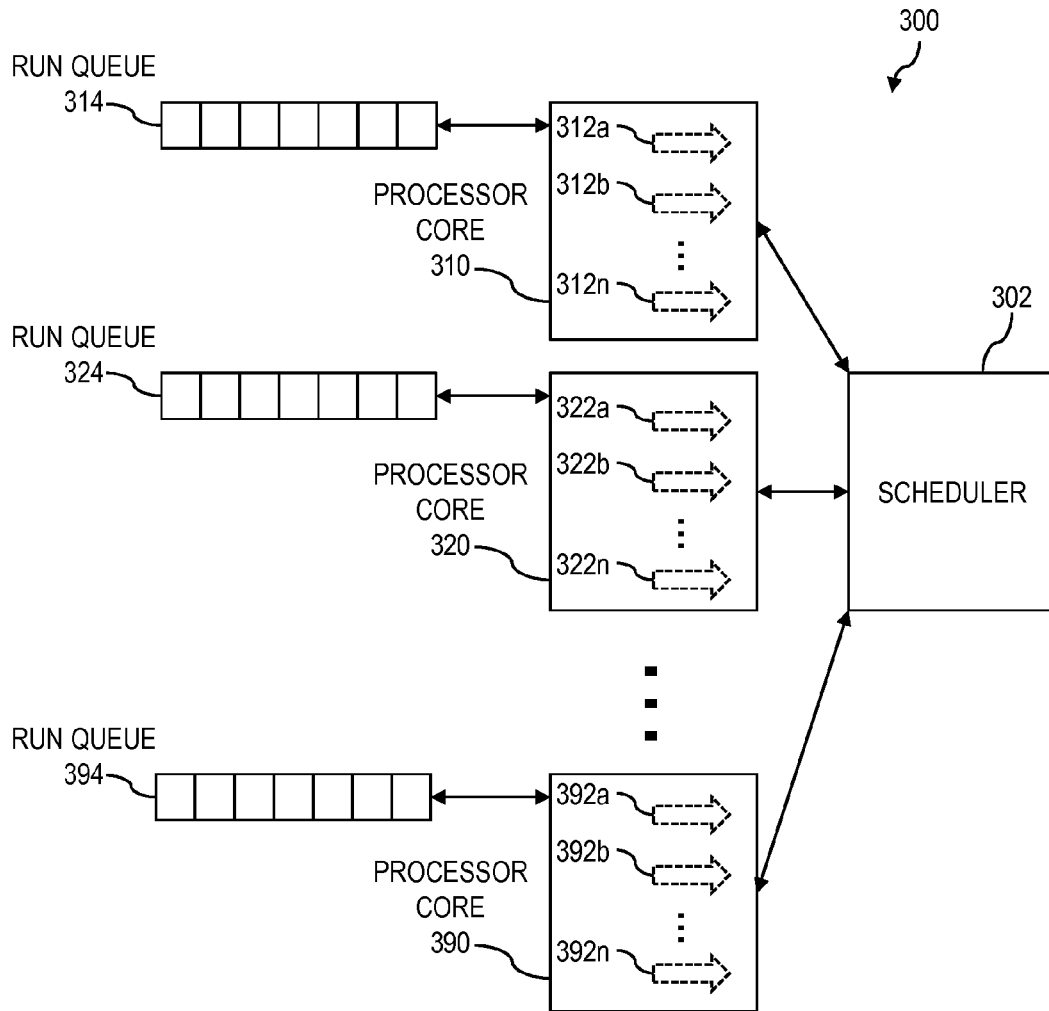 300
RUN QUEUE
314
312a
312b
312n
PROCESSOR
CORE
310
302
RUN QUEUE
324
322a
322b
322n
PROCESSOR
CORE
320
SCHEDULER
RUN QUEUE
394
392a
392b
392n
PROCESSOR
CORE
390